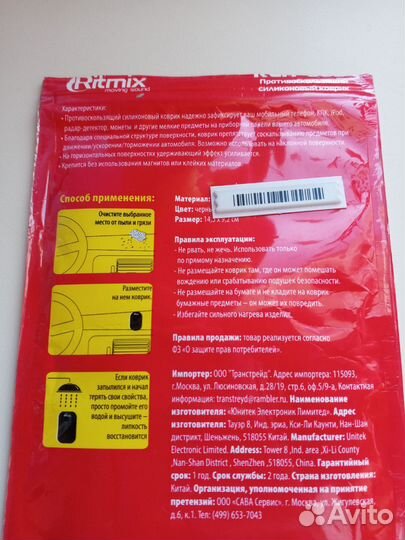 Ritmix
moving sound
Противоскользящий
силиконовый коврик
Характеристики:
• Противоскользящий силиконовый коврик надежно зафиксирует ваш мобильный телефон, КПК, iPod,
радар-детектор, монеты и другие мелкие предметы на приборной панели вашего автомобиля.
• Благодаря специальной структуре поверхности, коврик препятствует соскальзыванию предметов при
движении/ускорении/торможении автомобиля. Возможно использовать на наклонной поверхности.
• На горизонтальных поверхностях удерживающий эффект усиливается.
• Крепится без использования магнитов или клейких материалов
Способ применения:
Очистите выбранное
место от пыли и грязи
Разместите
на нем коврик.
Если коврик
запылился и начал
терять свои свойства,
просто промойте его
водой и высушите –
липкость
восстановится
Материал:
Цвет: черн
Размер: 14,5 x 9,2 см
Правила эксплуатации:
- Не рвать, не жечь. Использовать только
по прямому назначению.
- Не размещайте коврик там, где он может помешать
вождению или срабатыванию подушек безопасности.
- Не размещайте на бумаге и не кладите на коврик
бумажные предметы – он может их повредить.
- Избегайте сильного нагрева изделия.
Правила продажи: товар реализуется согласно
ФЗ «О защите прав потребителей».
Импортер: ООО "Транстрейд". Адрес импортера: 115093,
г.Москва, ул. Люсиновская, д.28/19, стр.6, оф.5/9-а, Контактная
информация: transtreyd@rambler.ru. Наименование
изготовителя: «Юнитек Электроник Лимитед». Адрес
изготовителя: Тауэр 8, Инд. эриа, Кси-Ли Каунти, Нан-Шан
дистрикт, Шеньжень, 518055 Китай. Manufacturer: Unitek
Electronic Limited. Address: Tower 8 ,Ind. area ,Xi-Li County
,Nan-Shan District , ShenZhen ,518055, China. Гарантийный
срок: 1 год. Срок службы: 2 года. Страна изготовления:
Китай. Организация, уполномоченная на принятие
претензий: ООО «САВА Сервис». г. Москва, ул. Жигулевская,
д.6, к.1. Тел: (499) 653-7043
Avito